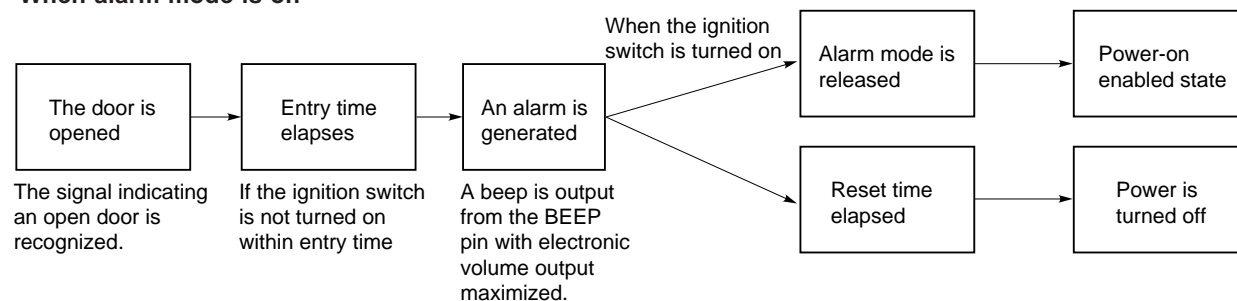 When alarm mode is on
When the ignition
switch is turned on
The door is
opened
Entry time
elapses
An alarm is
generated
Alarm mode is
released
Power-on
enabled state
The signal indicating
an open door is
recognized.
If the ignition switch
is not turned on
within entry time
A beep is output
from the BEEP
pin with electronic
volume output
maximized.
Reset time
elapsed
Power is
turned off